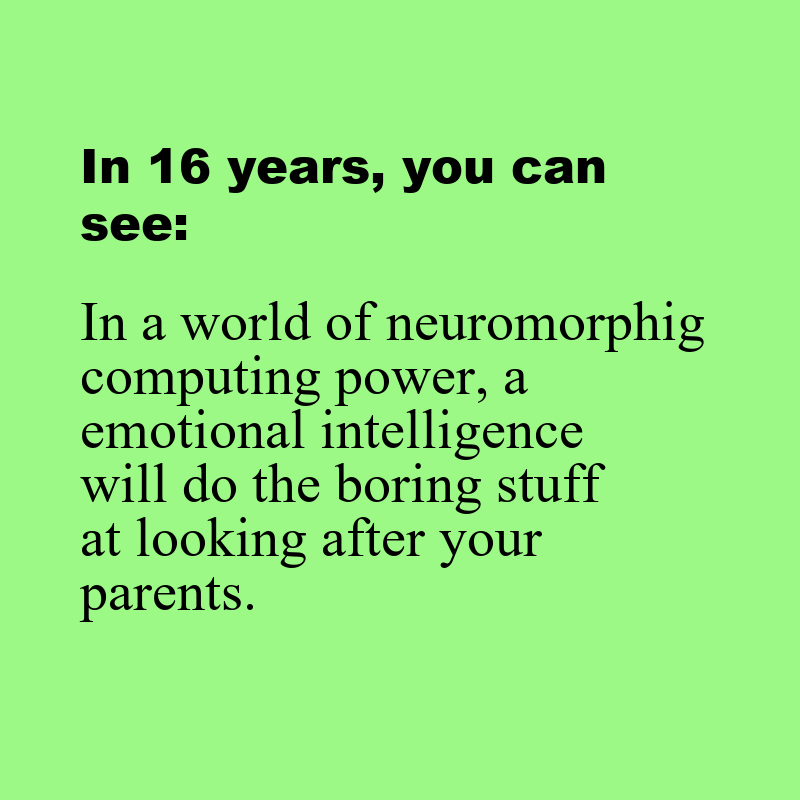 In 16 years, you can
see:
In a world of neuromorphig
computing power, a
emotional intelligence
will do the boring stuff
at looking after your
parents.